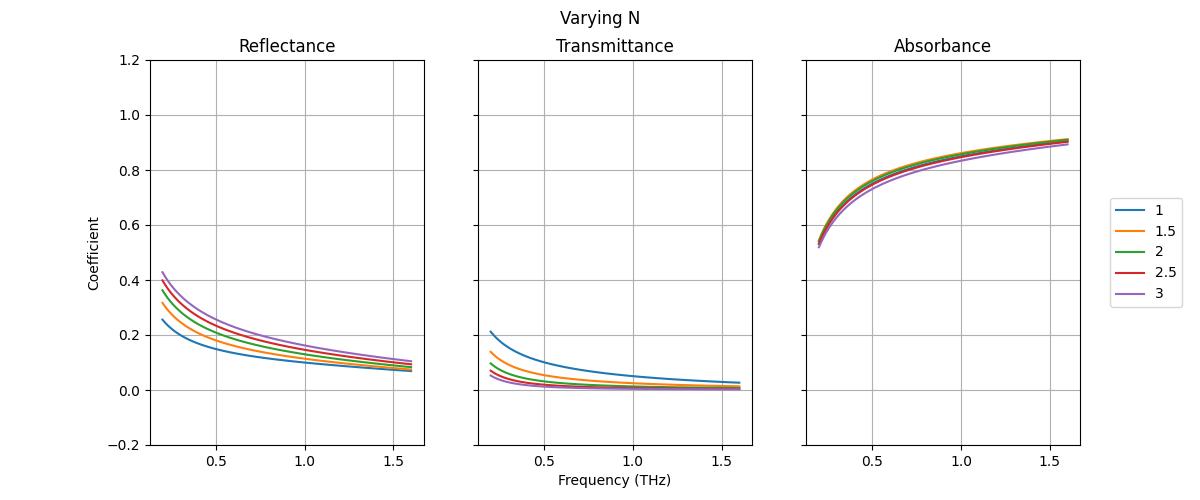 Varying N
Reflectance
Transmittance
Absorbance
Coefficient
1.2
1.0
0.8
0.6
0.4
0.2
0.0
−0.2
0.5 1.0 1.5
0.5 1.0 1.5
0.5 1.0 1.5
Frequency (THz)
1
1.5
2
2.5
3